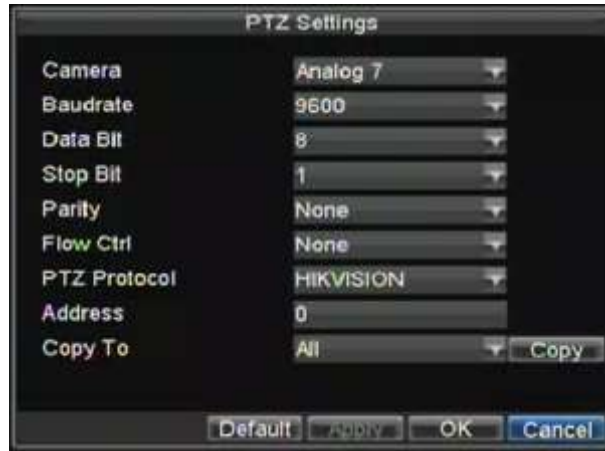 PTZ Settings
Camera Analog 7
Baudrate 9600
Data Bit 8
Stop Bit 1
Parity None
Flow Ctrl None
PTZ Protocol HIKVISION
Address 0
Copy To All Copy
Default Apply OK Cancel